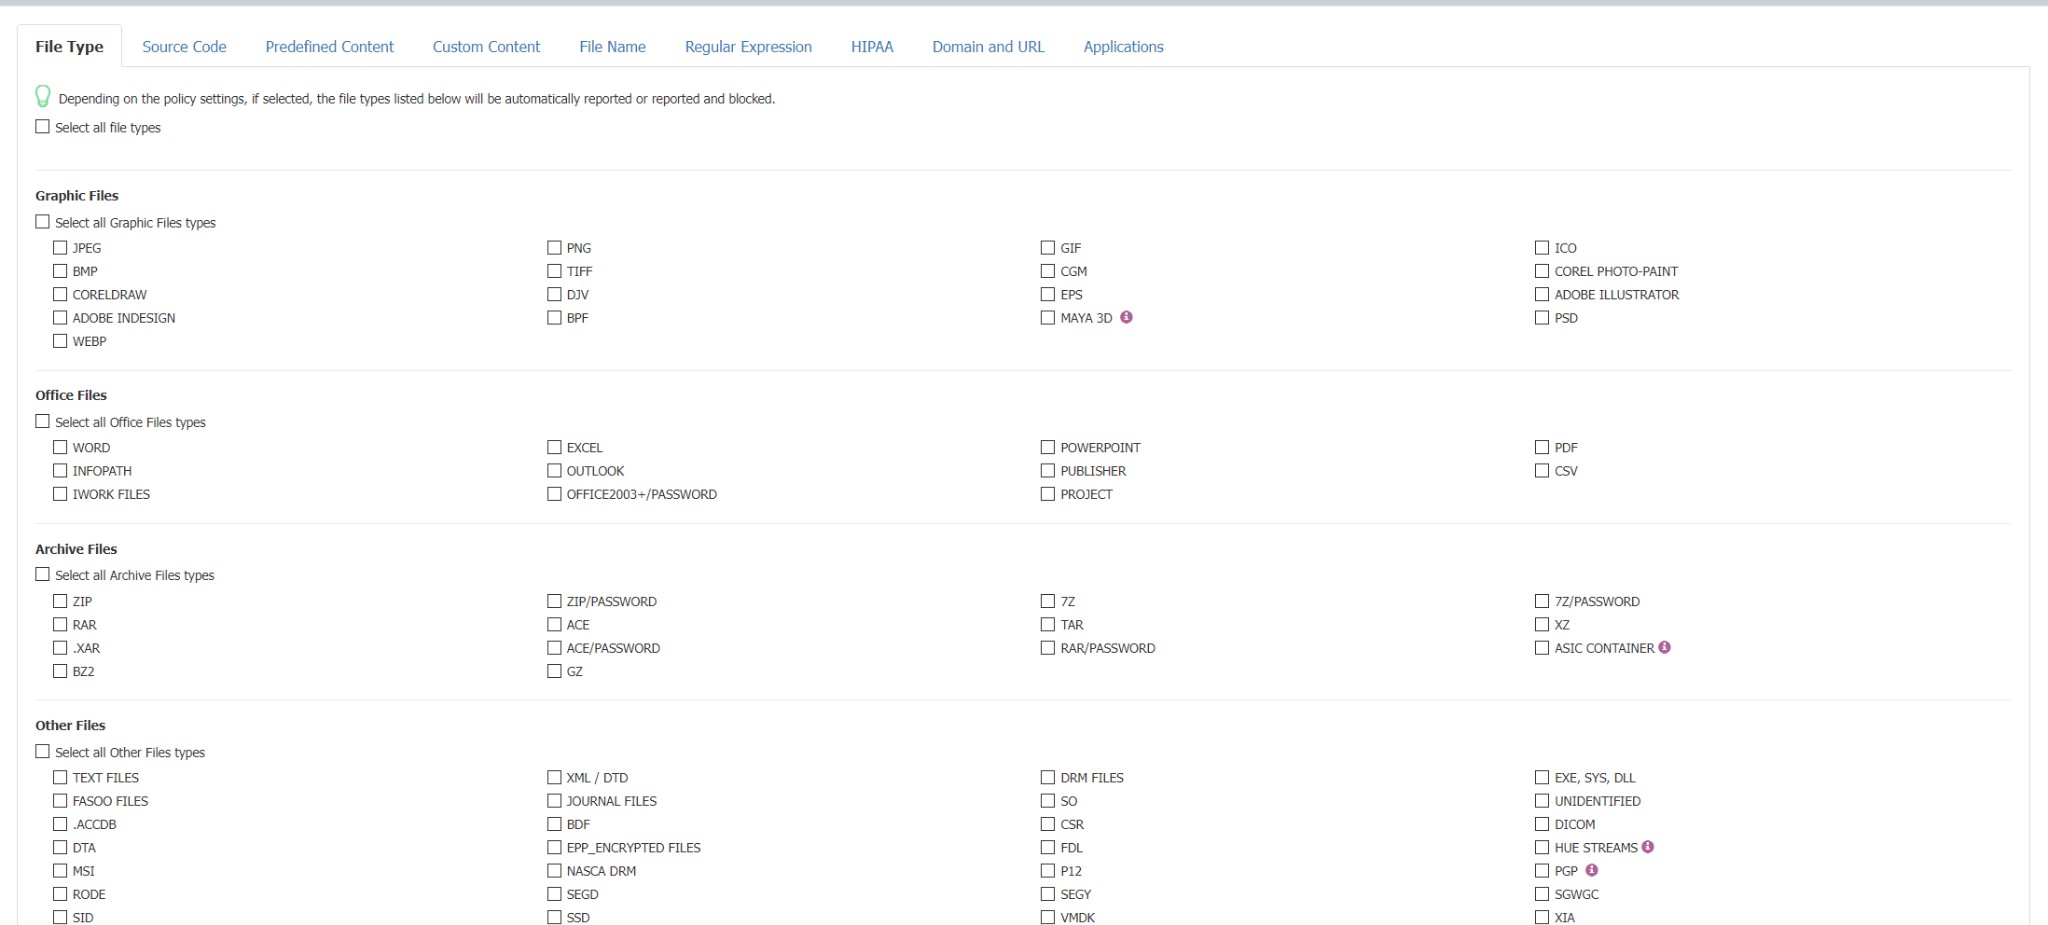 File Type Source Code Predefined Content Custom Content File Name Regular Expression HIPAA Domain and URL Applications
Depending on the policy settings, if selected, the file types listed below will be automatically reported or reported and blocked.
Select all file types
Graphic Files
Select all Graphic Files types
JPEG PNG GIF ICO
BMP TIFF CGM COREL PHOTO-PAINT
CORELDRAW DJV EPS ADOBE ILLUSTRATOR
ADOBE INDESIGN BPF MAYA 3D PSD
WEBP
Office Files
Select all Office Files types
WORD EXCEL POWERPOINT PDF
INFOPATH OUTLOOK PUBLISHER CSV
IWORK FILES OFFICE2003+/PASSWORD PROJECT
Archive Files
Select all Archive Files types
ZIP ZIP/PASSWORD 7Z 7Z/PASSWORD
RAR ACE TAR XZ
.XAR ACE/PASSWORD RAR/PASSWORD ASIC CONTAINER
BZ2 GZ
Other Files
Select all Other Files types
TEXT FILES XML / DTD DRM FILES EXE, SYS, DLL
FASOO FILES JOURNAL FILES SO UNIDENTIFIED
.ACCDB BDF CSR DICOM
DTA EPP_ENCRYPTED FILES FDL HUE STREAMS
MSI NASCA DRM P12 PGP
RODE SEGD SEGY SGWGC
SID SSD VMDK XIA